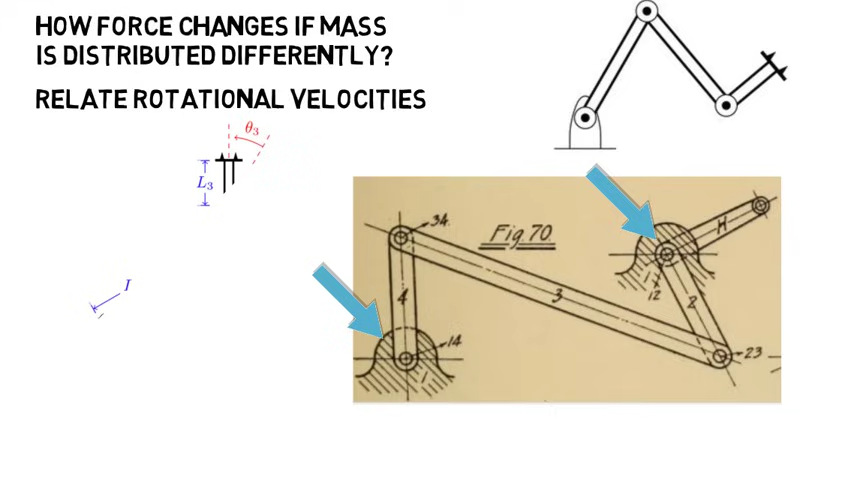 HOW FORCE CHANGES IF MASS
IS DISTRIBUTED DIFFERENTLY?
RELATE ROTATIONAL VELOCITIES
θ3
L3
Fig. 70.
34
H
4
3
12
2
14
23
1